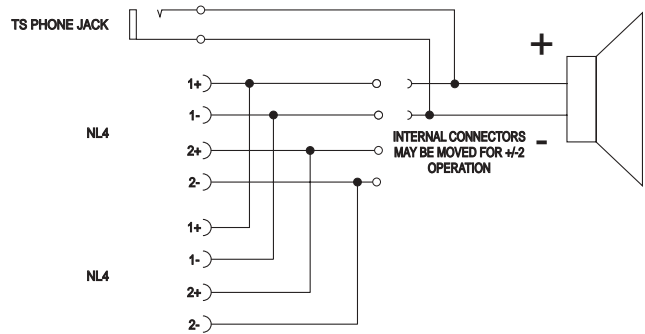 TS PHONE JACK
+
1+
1-
NL4
2+
2-
INTERNAL CONNECTORS
MAY BE MOVED FOR +/-2
OPERATION
-
1+
1-
NL4
2+
2-